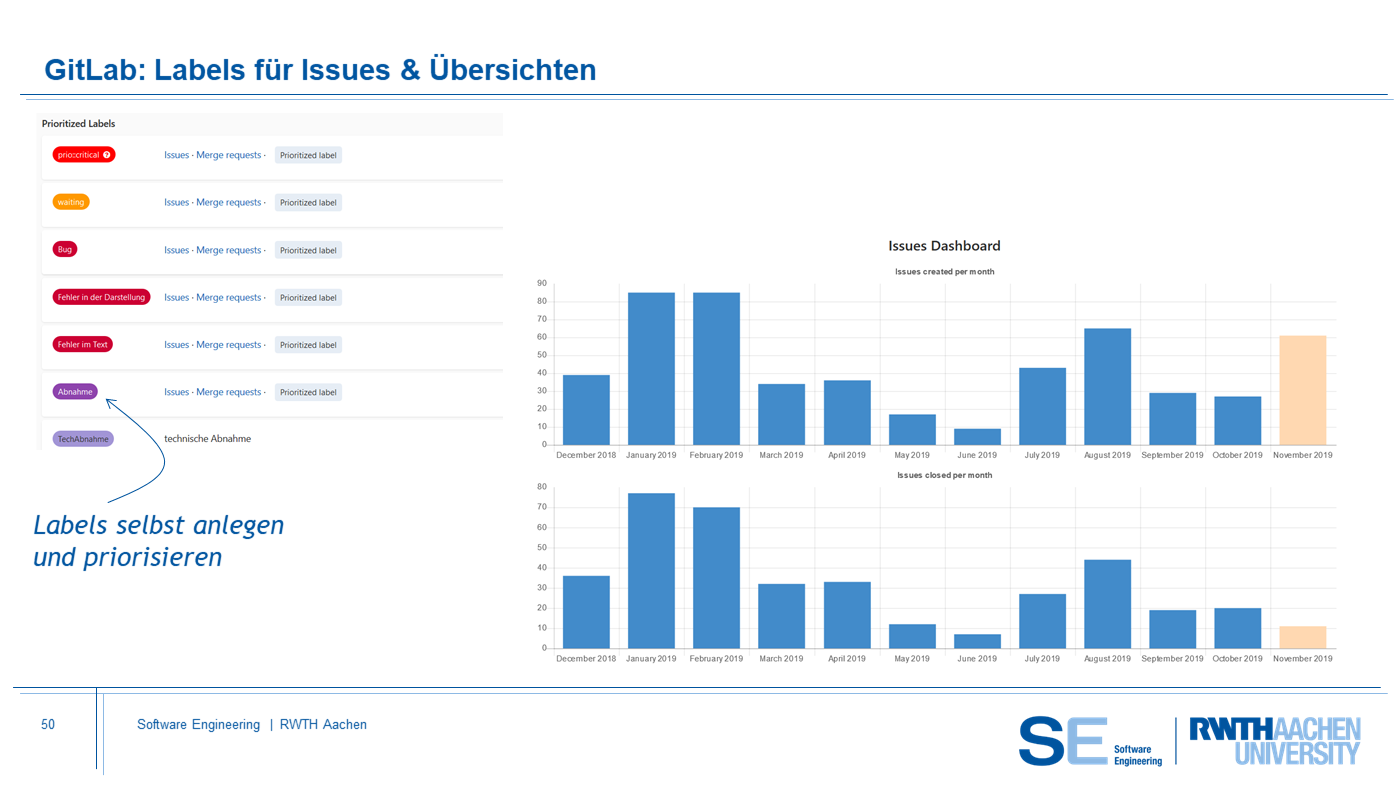 GitLab: Labels für Issues & Übersichten
Prioritized Labels
prio::critical ? Issues · Merge requests · Prioritized label
waiting Issues · Merge requests · Prioritized label
Bug Issues · Merge requests · Prioritized label
Fehler in der Darstellung Issues · Merge requests · Prioritized label
Fehler im Text Issues · Merge requests · Prioritized label
Abnahme Issues · Merge requests · Prioritized label
TechAbnahme technische Abnahme
Labels selbst anlegen
und priorisieren
Issues Dashboard
Issues created per month
90
80
70
60
50
40
30
20
10
0
December 2018 January 2019 February 2019 March 2019 April 2019 May 2019 June 2019 July 2019 August 2019 September 2019 October 2019 November 2019
Issues closed per month
80
70
60
50
40
30
20
10
0
December 2018 January 2019 February 2019 March 2019 April 2019 May 2019 June 2019 July 2019 August 2019 September 2019 October 2019 November 2019
50
Software Engineering | RWTH Aachen
SE Software
Engineering
RWTHAACHEN
UNIVERSITY